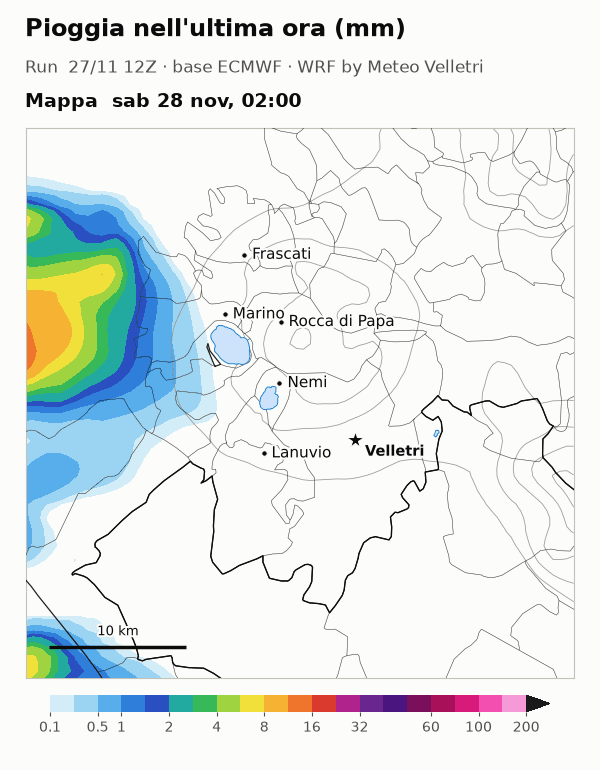 Pioggia nell'ultima ora (mm)
Run  27/11 12Z · base ECMWF · WRF by Meteo Velletri
Mappa  sab 28 nov, 02:00
Frascati
Marino
Rocca di Papa
Nemi
Velletri
Lanuvio
10 km
0.1 0.5 1 2 4 8 16 32 60 100 200